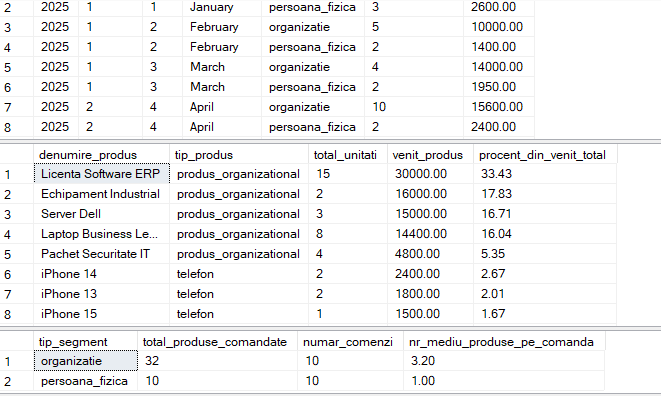 2 2025 1 1 January persoana_fizica 3 2600.00
3 2025 1 2 February organizatie 5 10000.00
4 2025 1 2 February persoana_fizica 2 1400.00
5 2025 1 3 March organizatie 4 14000.00
6 2025 1 3 March persoana_fizica 2 1950.00
7 2025 2 4 April organizatie 10 15600.00
8 2025 2 4 April persoana_fizica 2 2400.00
denumire_produs tip_produs total_unitati venit_produs procent_din_venit_total
1 Licenta Software ERP produs_organizational 15 30000.00 33.43
2 Echipament Industrial produs_organizational 2 16000.00 17.83
3 Server Dell produs_organizational 3 15000.00 16.71
4 Laptop Business Le... produs_organizational 8 14400.00 16.04
5 Pachet Securitate IT produs_organizational 4 4800.00 5.35
6 iPhone 14 telefon 2 2400.00 2.67
7 iPhone 13 telefon 2 1800.00 2.01
8 iPhone 15 telefon 1 1500.00 1.67
tip_segment total_produse_comandate numar_comenzi nr_mediu_produse_pe_comanda
1 organizatie 32 10 3.20
2 persoana_fizica 10 10 1.00